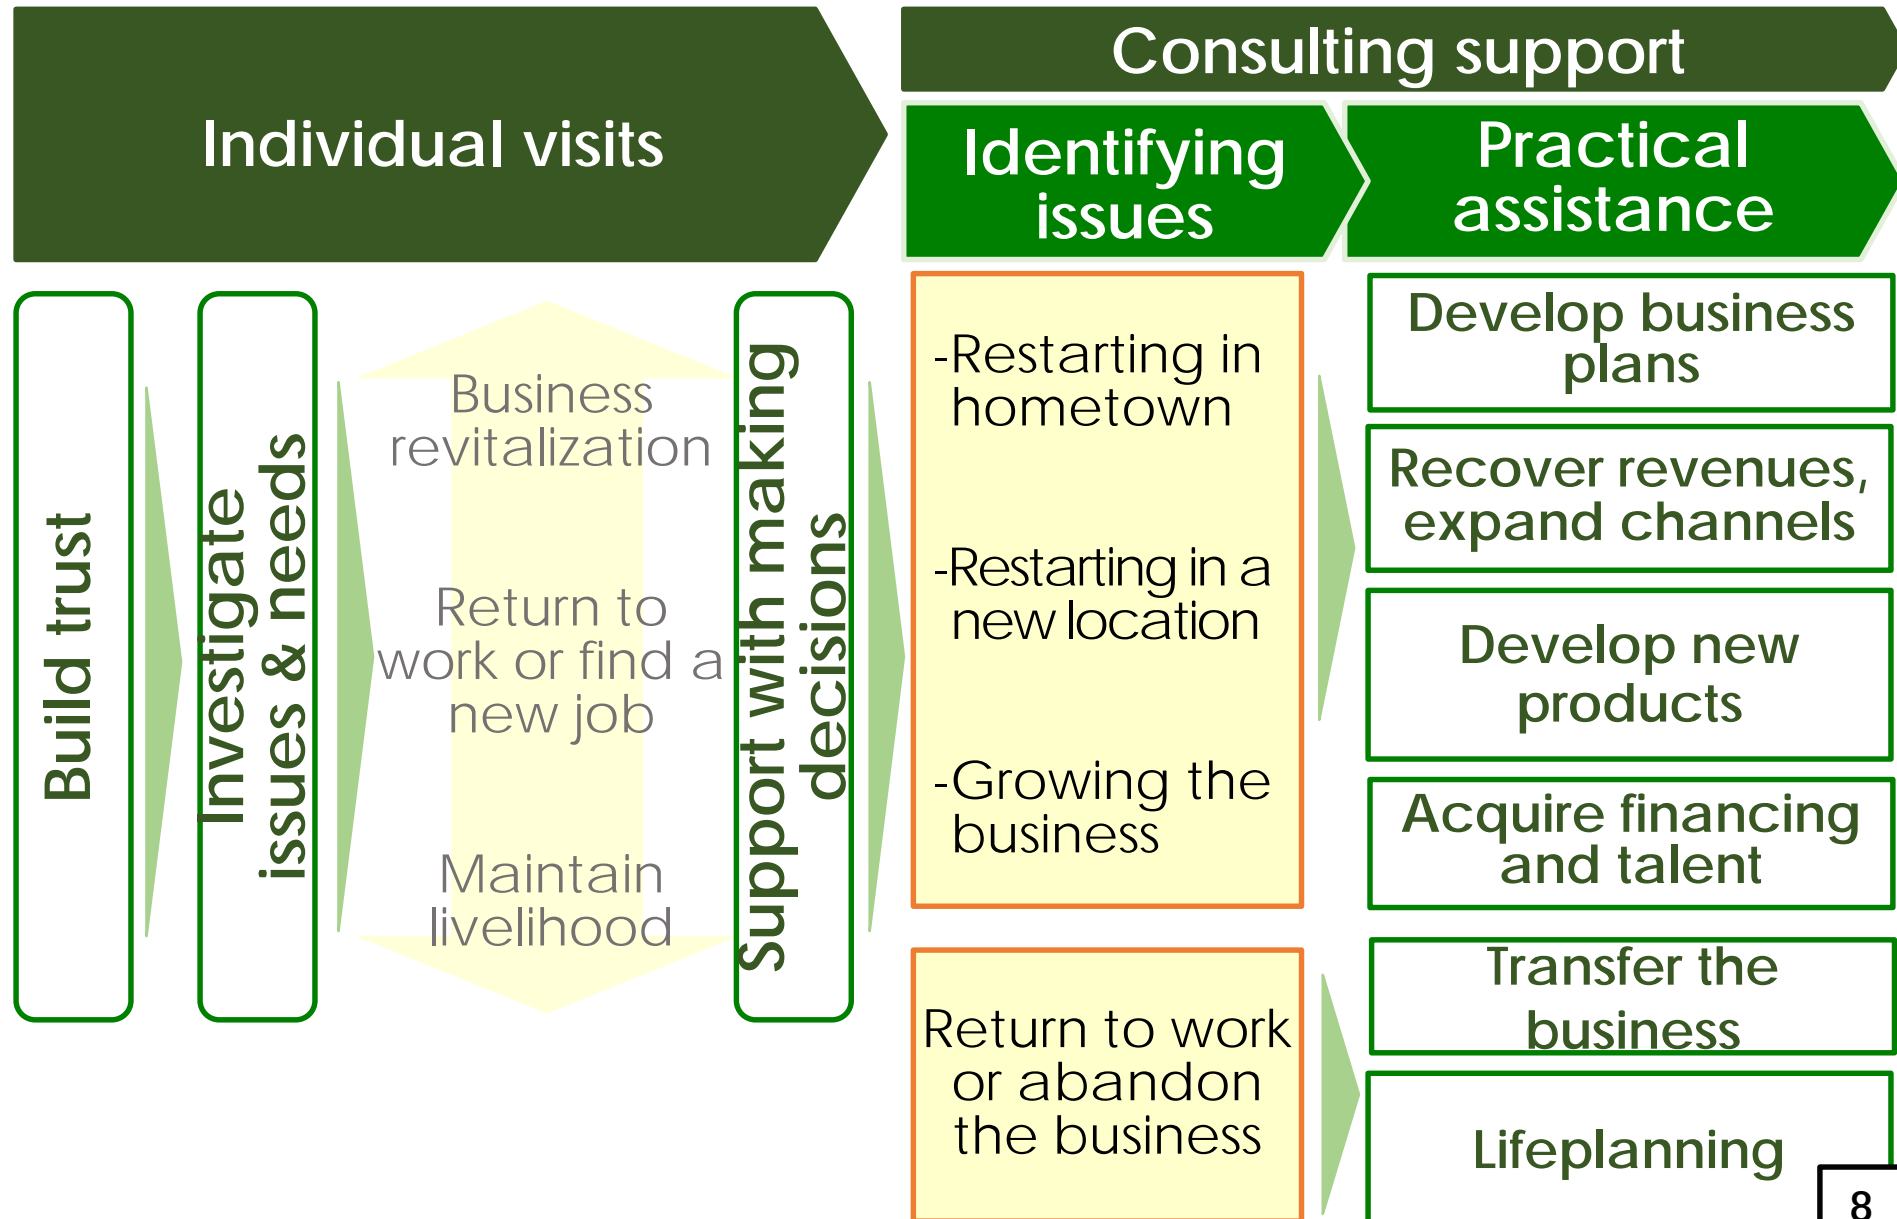 Individual visits
Consulting support
Identifying
issues
Practical
assistance
Build trust
Investigate
issues & needs
Business
revitalization
Return to
work or find a
new job
Maintain
livelihood
Support with making
decisions
-Restarting in
hometown
-Restarting in a
new location
-Growing the
business
Return to work
or abandon
the business
Develop business
plans
Recover revenues,
expand channels
Develop new
products
Acquire financing
and talent
Transfer the
business
Lifeplanning
8